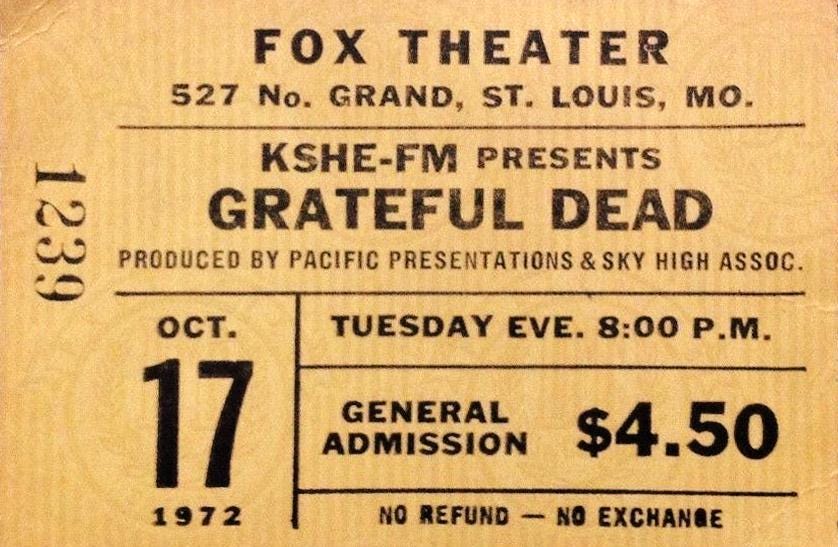 FOX THEATER
527 No. GRAND, ST. LOUIS, MO.
KSHE-FM PRESENTS
GRATEFUL DEAD
PRODUCED BY PACIFIC PRESENTATIONS & SKY HIGH ASSOC.
1239
OCT.
17
1972
TUESDAY EVE. 8:00 P.M.
GENERAL
ADMISSION
$4.50
NO REFUND — NO EXCHANGE